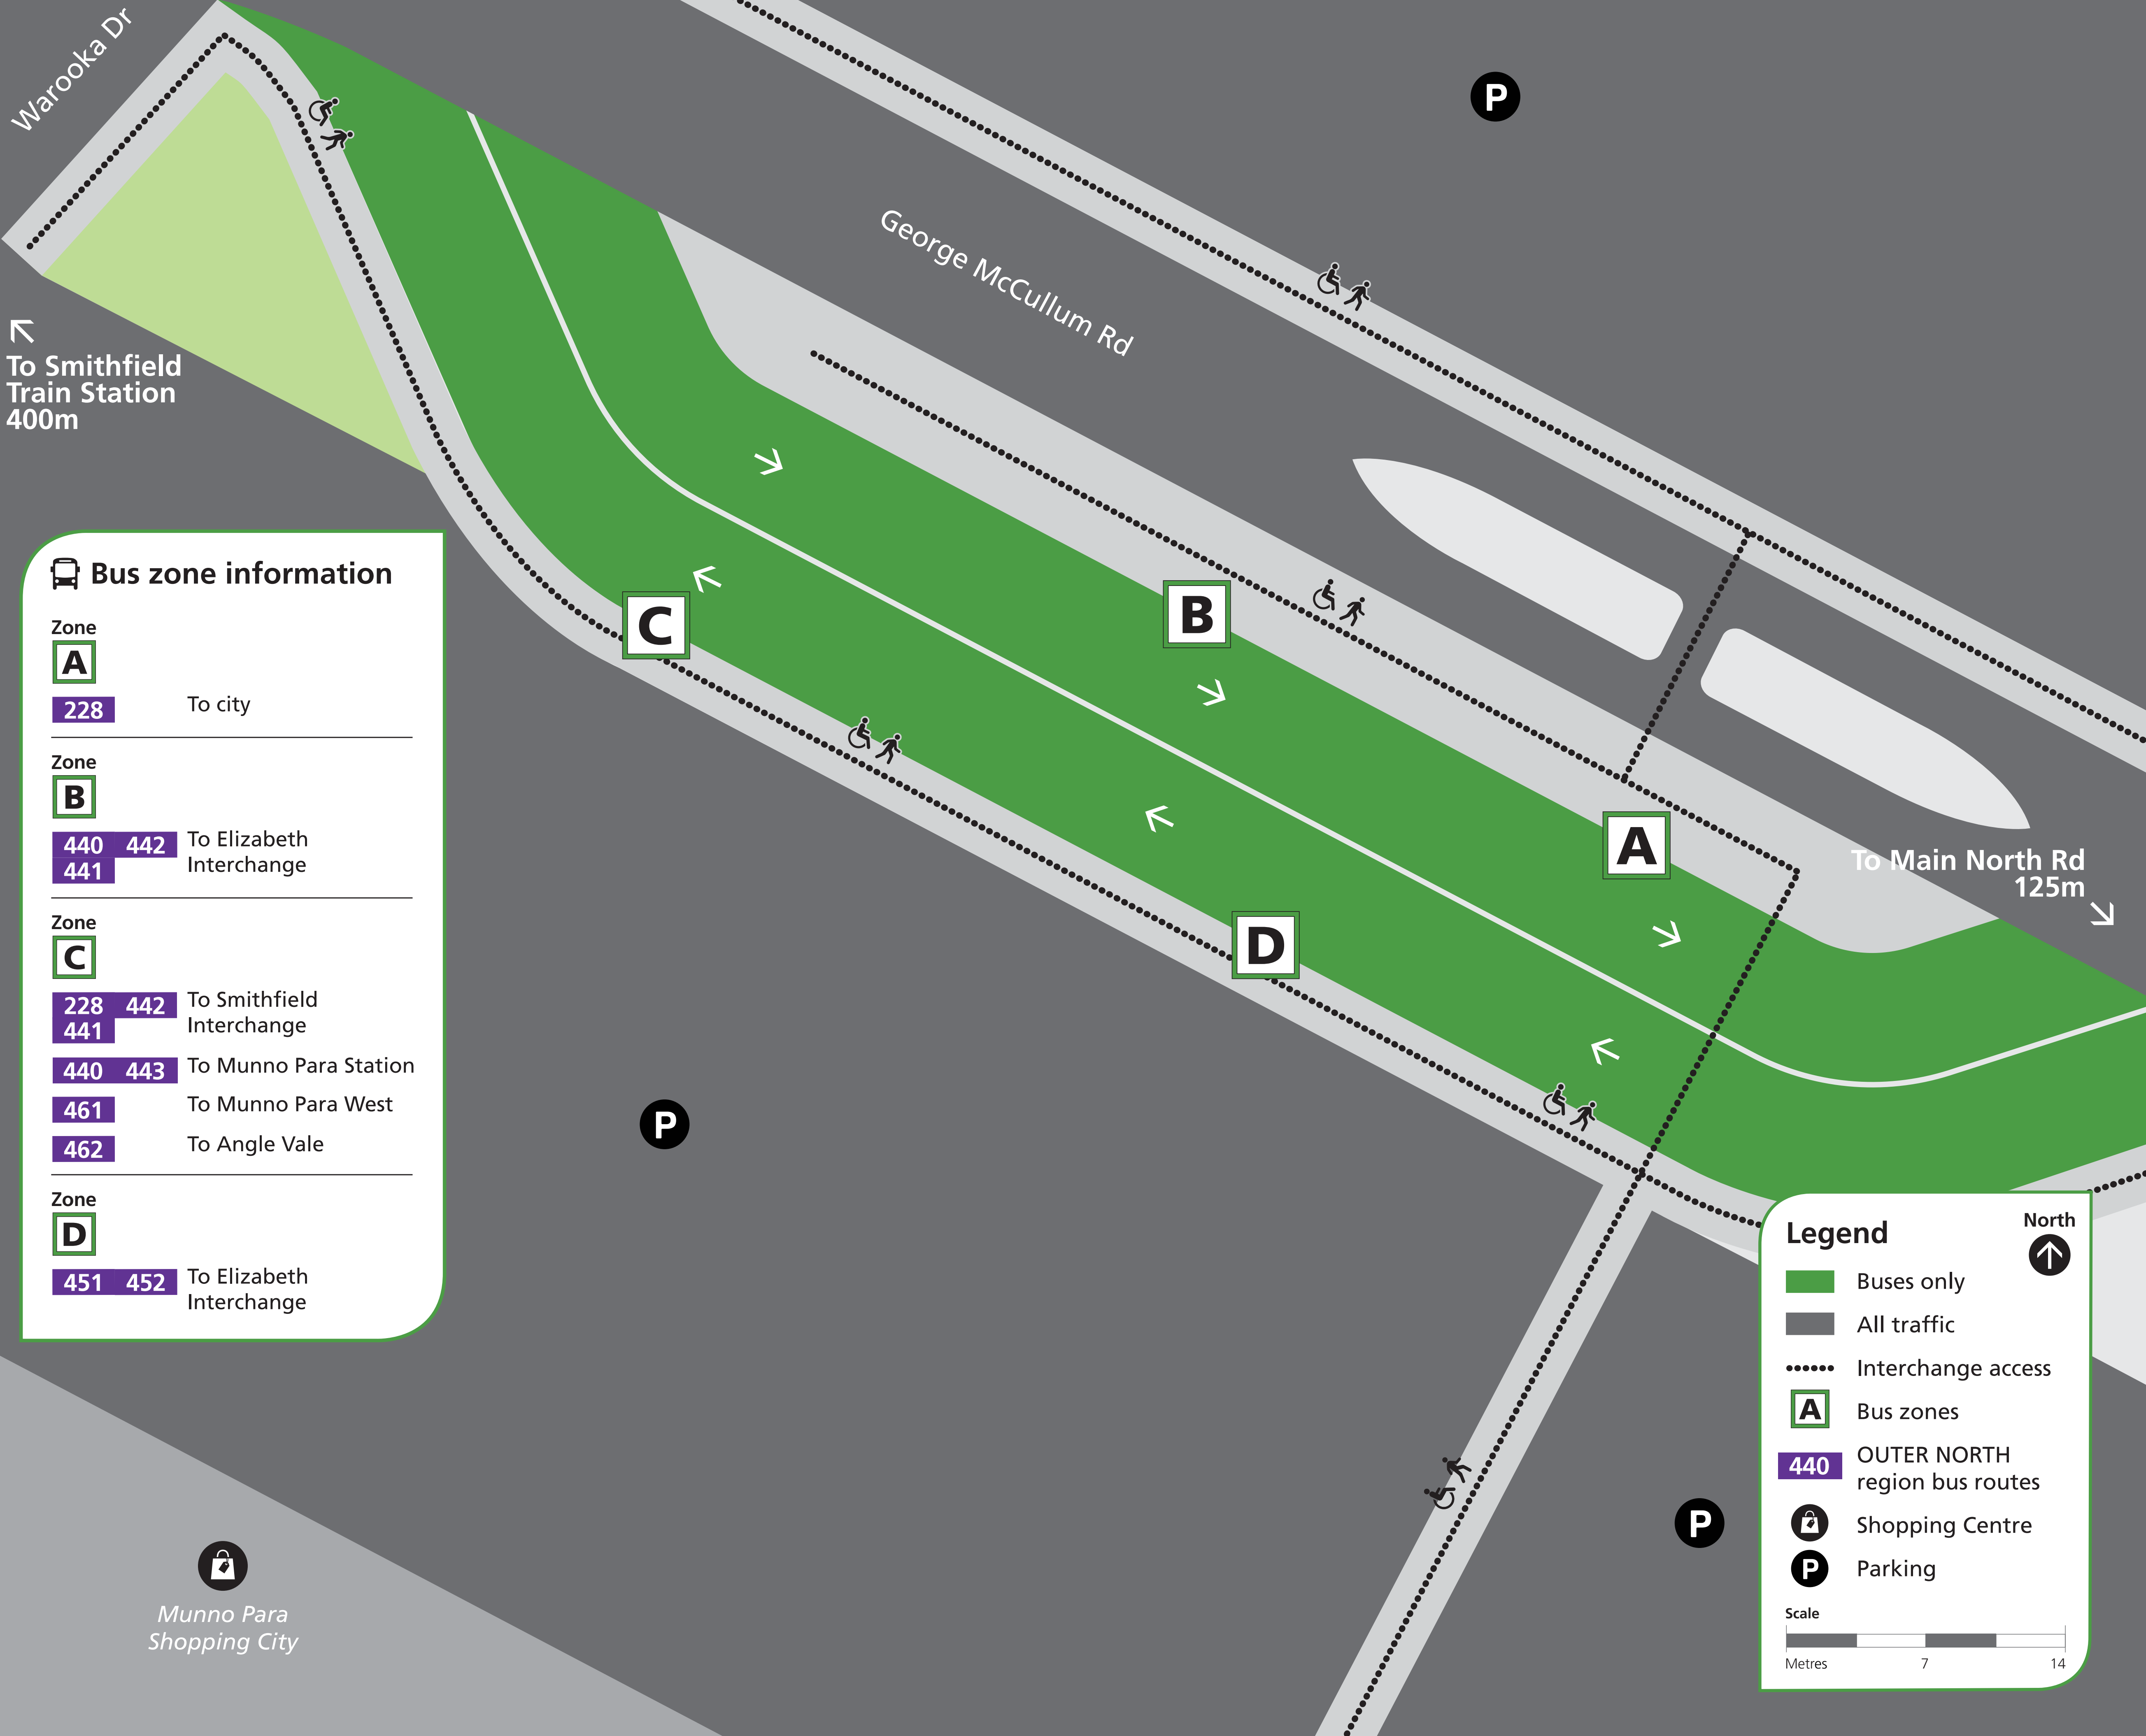 Warooka Dr
P
George McCullum Rd
To Smithfield
Train Station
400m
B
C
A
D
To Main North Rd
125m
P
P
Munno Para
Shopping City
Bus zone information
Zone
A
228 To city
Zone
B
440 442 To Elizabeth
441 Interchange
Zone
C
228 442 To Smithfield
441 Interchange
440 443 To Munno Para Station
461 To Munno Para West
462 To Angle Vale
Zone
D
451 452 To Elizabeth
Interchange
Legend
North
Buses only
All traffic
Interchange access
A Bus zones
440 OUTER NORTH
region bus routes
Shopping Centre
P Parking
Scale
Metres 7 14